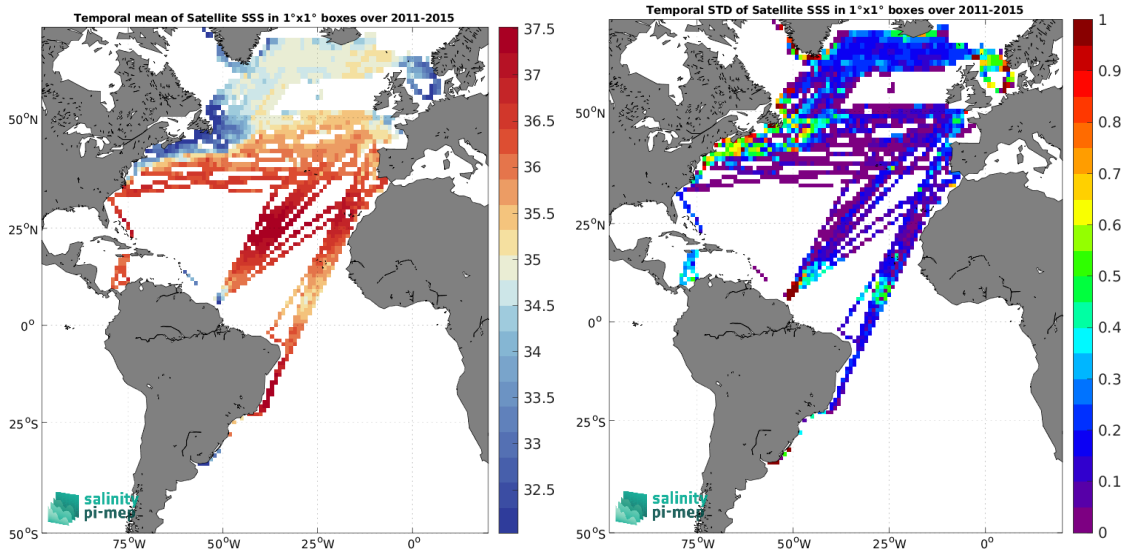 Temporal mean of Satellite SSS in 1°x1° boxes over 2011-2015
37.5
37
36.5
36
35.5
35
34.5
34
33.5
33
32.5
50°N
25°N
0°
25°S
50°S
75°W
50°W
25°W
0°
salinity
pi-mep
Temporal STD of Satellite SSS in 1°x1° boxes over 2011-2015
1
0.9
0.8
0.7
0.6
0.5
0.4
0.3
0.2
0.1
0
50°N
25°N
0°
25°S
50°S
75°W
50°W
25°W
0°
salinity
pi-mep